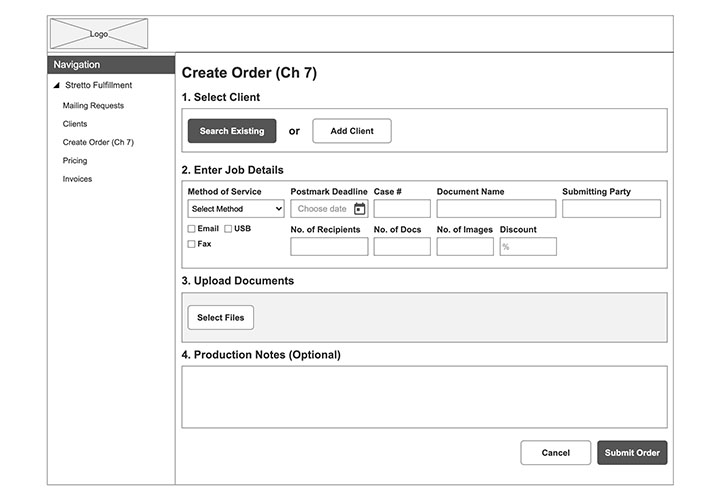 Logo
Navigation
Stretto Fulfillment
Mailing Requests
Clients
Create Order (Ch 7)
Pricing
Invoices
Create Order (Ch 7)
1. Select Client
Search Existing or Add Client
2. Enter Job Details
Method of Service Postmark Deadline Case # Document Name Submitting Party
Select Method Choose date
Email USB No. of Recipients No. of Docs No. of Images Discount
Fax %
3. Upload Documents
Select Files
4. Production Notes (Optional)
Cancel Submit Order